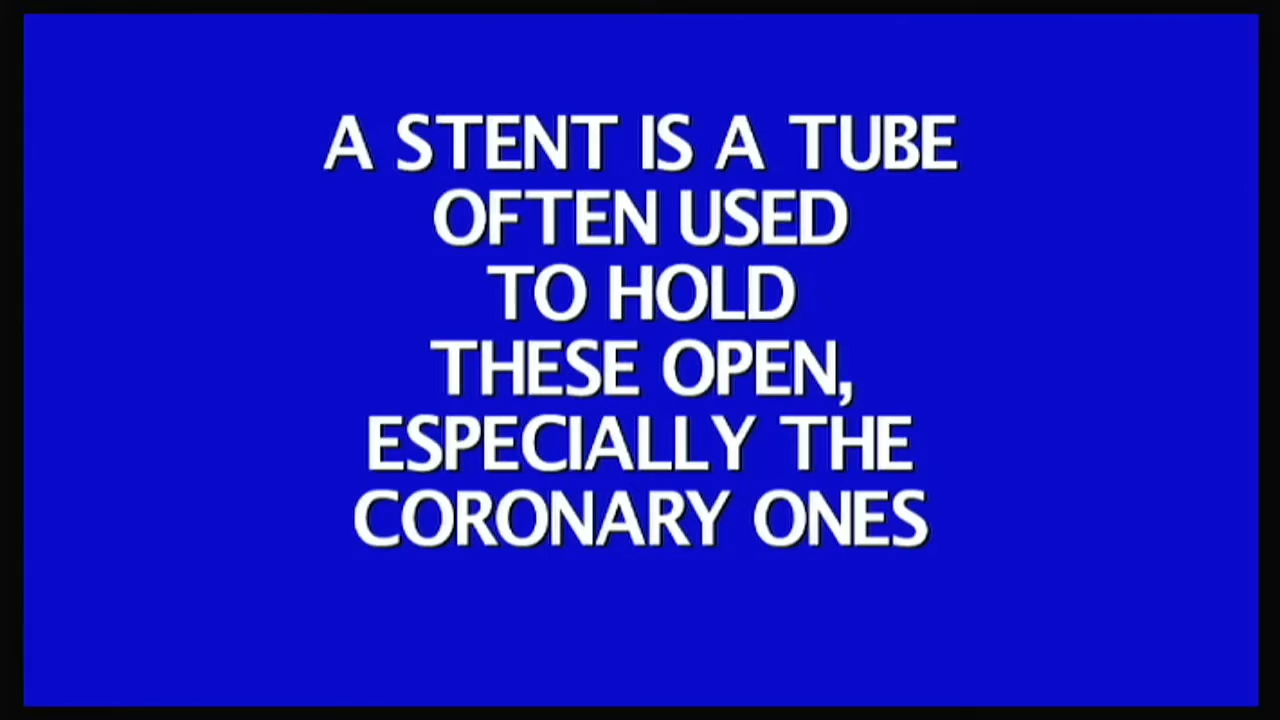 A STENT IS A TUBE
OFTEN USED
TO HOLD
THESE OPEN,
ESPECIALLY THE
CORONARY ONES